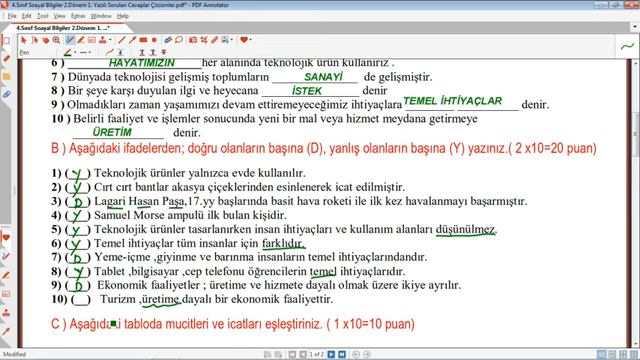 4.Sınıf Soayal Bilgiler 2.Dönem 1. Yazılı Soruları Cevaplar Çözümler.pdf* - PDF Annotator
File Edit Tools View Extras Window Help
4.Sınıf Soayal Bilgiler 2.Dönem 1. ...*
Pen
6 ) HAYATIMIZIN her alanında teknolojik ürün kullanırız .
7 ) Dünyada teknolojisi gelişmiş toplumların SANAYİ de gelişmiştir.
8 ) Bir şeye karşı duyulan ilgi ve heyecana İSTEK denir
9 ) Olmadıkları zaman yaşamımızı devam ettiremeyeceğimiz ihtiyaçlara TEMEL İHTİYAÇLAR denir.
10 ) Belirli faaliyet ve işlemler sonucunda yeni bir mal veya hizmet meydana getirmeye
ÜRETİM denir.
B ) Aşağıdaki ifadelerden; doğru olanların başına (D), yanlış olanların başına (Y) yazınız. ( 2 x10=20 puan)
1) ( Y ) Teknolojik ürünler yalnızca evde kullanılır.
2) ( Y ) Cırt cırt bantlar akasya çiçeklerinden esinlenerek icat edilmiştir.
3) ( D ) Lagari Hasan Paşa,17.yy başlarında basit hava roketi ile ilk kez havalanmayı başarmıştır.
4) ( Y ) Samuel Morse ampulü ilk bulan kişidir.
5) ( Y ) Teknolojik ürünler tasarlanırken insan ihtiyaçları ve kullanım alanları düşünülmez.
6) ( Y ) Temel ihtiyaçlar tüm insanlar için farklıdır.
7) ( D ) Yeme-içme ,giyinme ve barınma insanların temel ihtiyaçlarındandır.
8) ( Y ) Tablet ,bilgisayar ,cep telefonu öğrencilerin temel ihtiyaçlarıdır.
9) ( D ) Ekonomik faaliyetler ; üretime ve hizmete dayalı olmak üzere ikiye ayrılır.
10) ( ) Turizm ,üretime dayalı bir ekonomik faaliyettir.
C ) Aşağıdaki tabloda mucitleri ve icatları eşleştiriniz. ( 1 x10=10 puan)
Modified
1 of 2